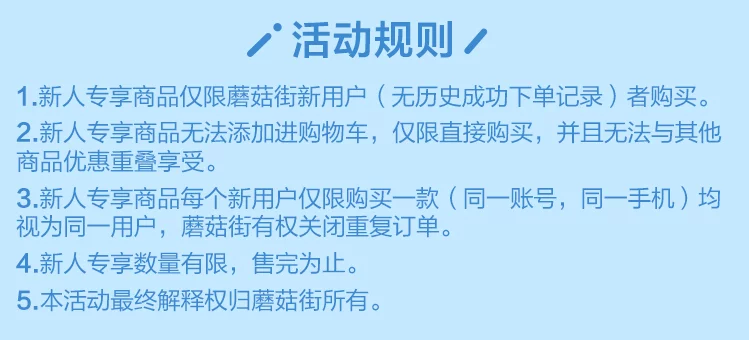 活动规则
1.新人专享商品仅限蘑菇街新用户（无历史成功下单记录）者购买。
2.新人专享商品无法添加进购物车，仅限直接购买，并且无法与其他
商品优惠重叠享受。
3.新人专享商品每个新用户仅限购买一款（同一账号，同一手机）均
视为同一用户，蘑菇街有权关闭重复订单。
4.新人专享数量有限，售完为止。
5.本活动最终解释权归蘑菇街所有。